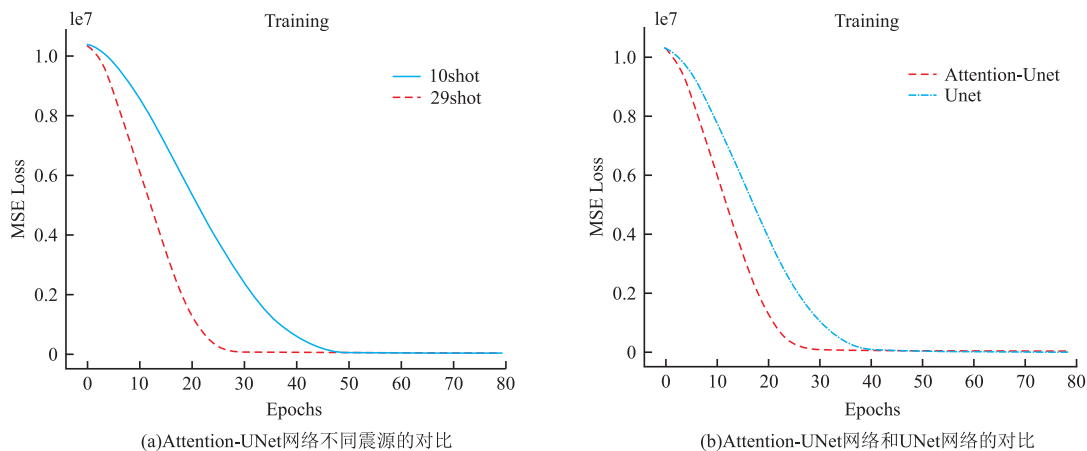 le7
Training
1.0
0.8
0.6
0.4
0.2
0
MSE Loss
10shot
29shot
0 10 20 30 40 50 60 70 80
Epochs
(a)Attention-UNet网络不同震源的对比
le7
Training
1.0
0.8
0.6
0.4
0.2
0
MSE Loss
Attention-Unet
Unet
0 10 20 30 40 50 60 70 80
Epochs
(b)Attention-UNet网络和UNet网络的对比